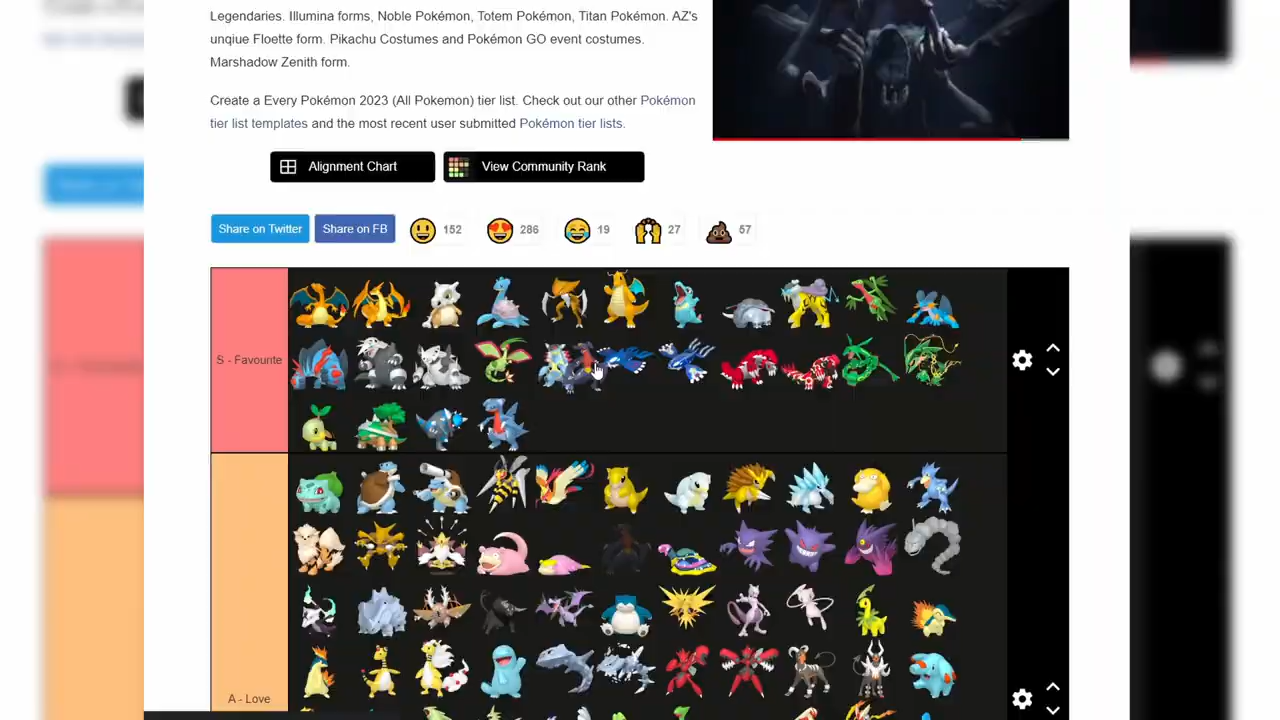 Legendaries. Illumina forms, Noble Pokémon, Totem Pokémon, Titan Pokémon. AZ's
unqiue Floette form. Pikachu Costumes and Pokémon GO event costumes.
Marshadow Zenith form.
Create a Every Pokémon 2023 (All Pokemon) tier list. Check out our other Pokémon
tier list templates and the most recent user submitted Pokémon tier lists.
Alignment Chart
View Community Rank
Share on Twitter
Share on FB
152
286
19
27
57
S - Favourite
A - Love